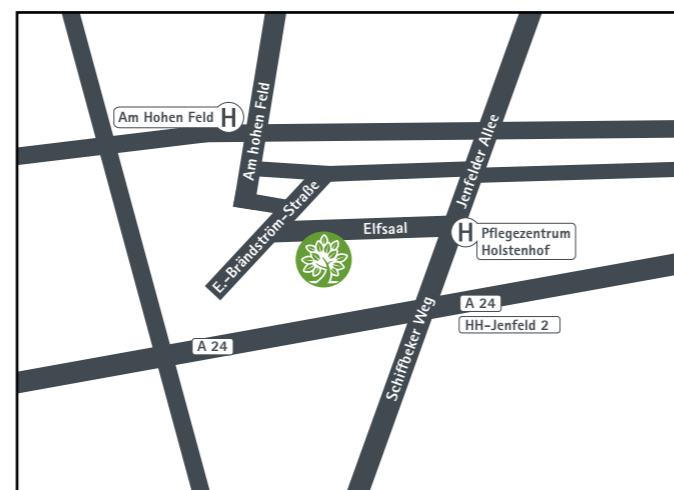 Am Hohen Feld
H
Am hohen Feld
Jenfelder Allee
E.-Brändström-Straße
Elfsaal
H
Pflegezentrum
Holstenhof
A 24
HH-Jenfeld 2
A 24
Schiffbeker Weg